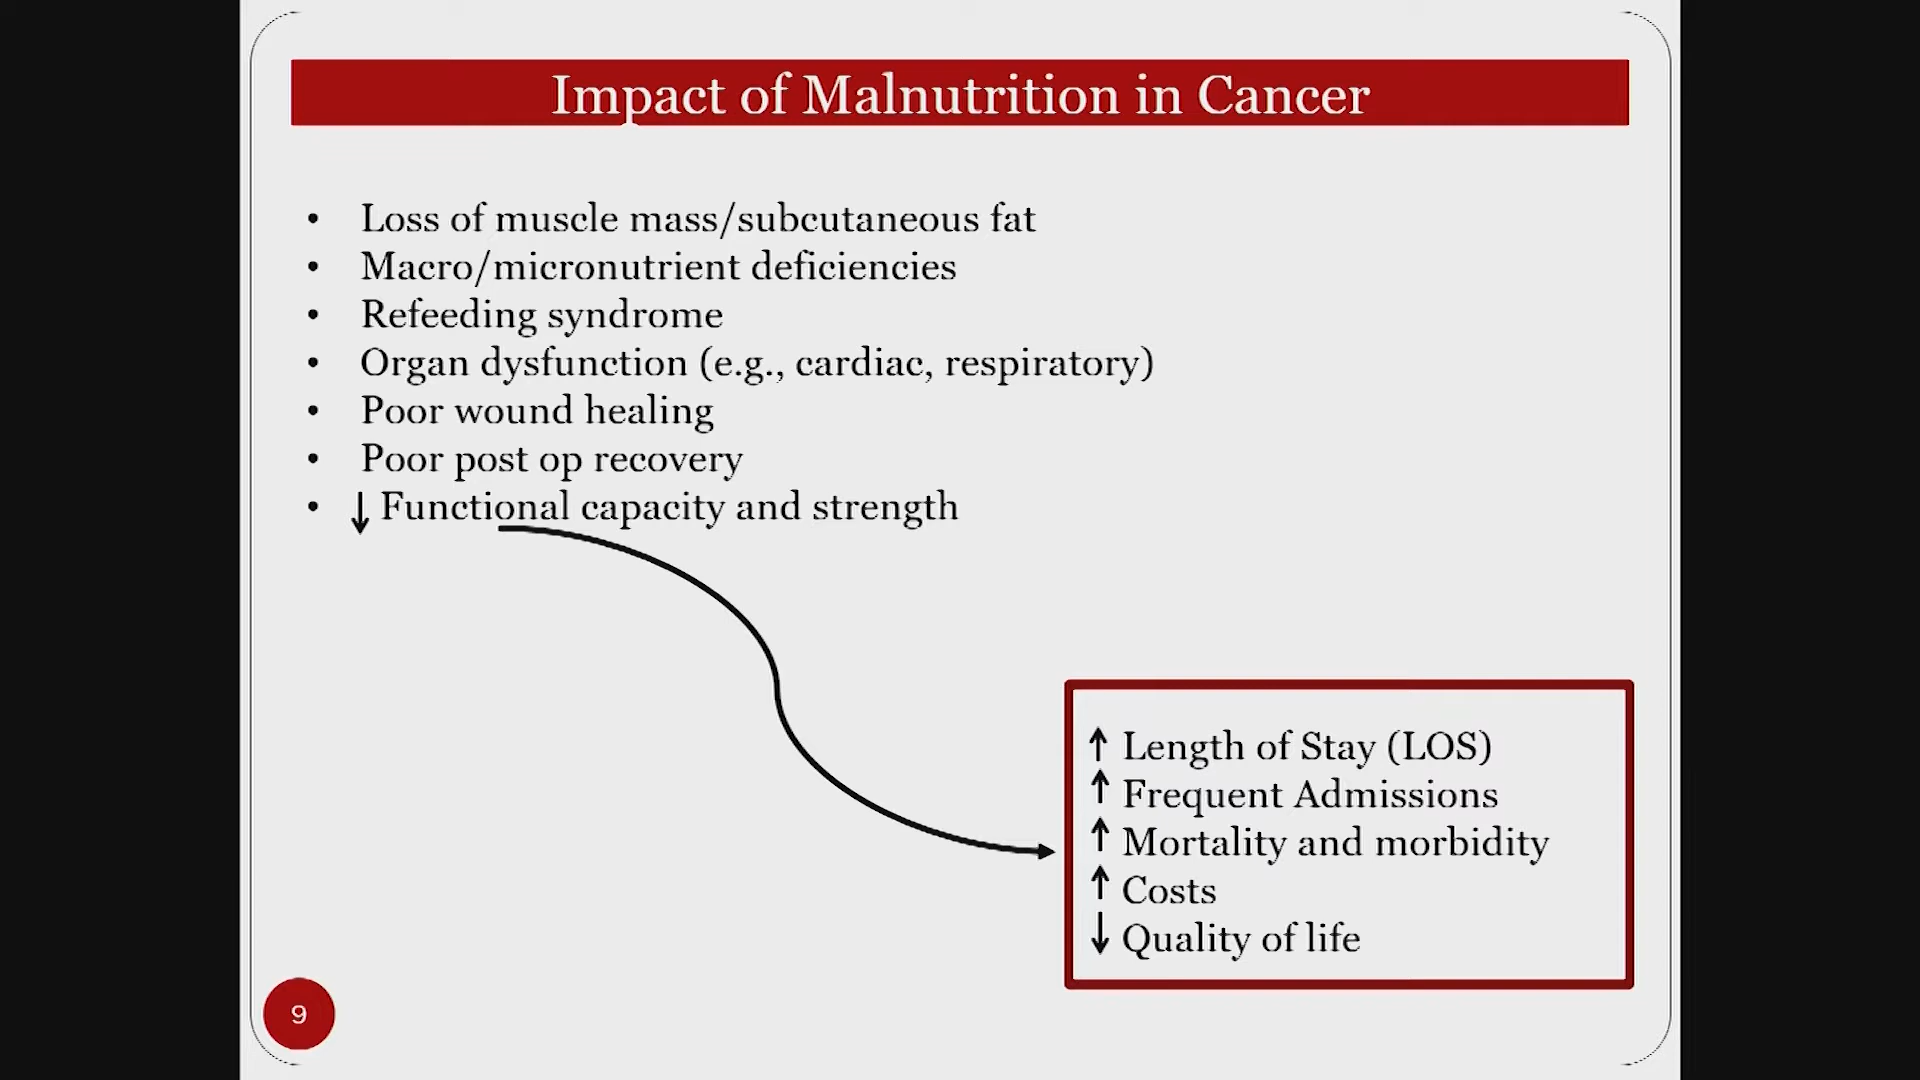 Impact of Malnutrition in Cancer
• Loss of muscle mass/subcutaneous fat
• Macro/micronutrient deficiencies
• Refeeding syndrome
• Organ dysfunction (e.g., cardiac, respiratory)
• Poor wound healing
• Poor post op recovery
• ↓ Functional capacity and strength
↑ Length of Stay (LOS)
↑ Frequent Admissions
↑ Mortality and morbidity
↑ Costs
↓ Quality of life
9